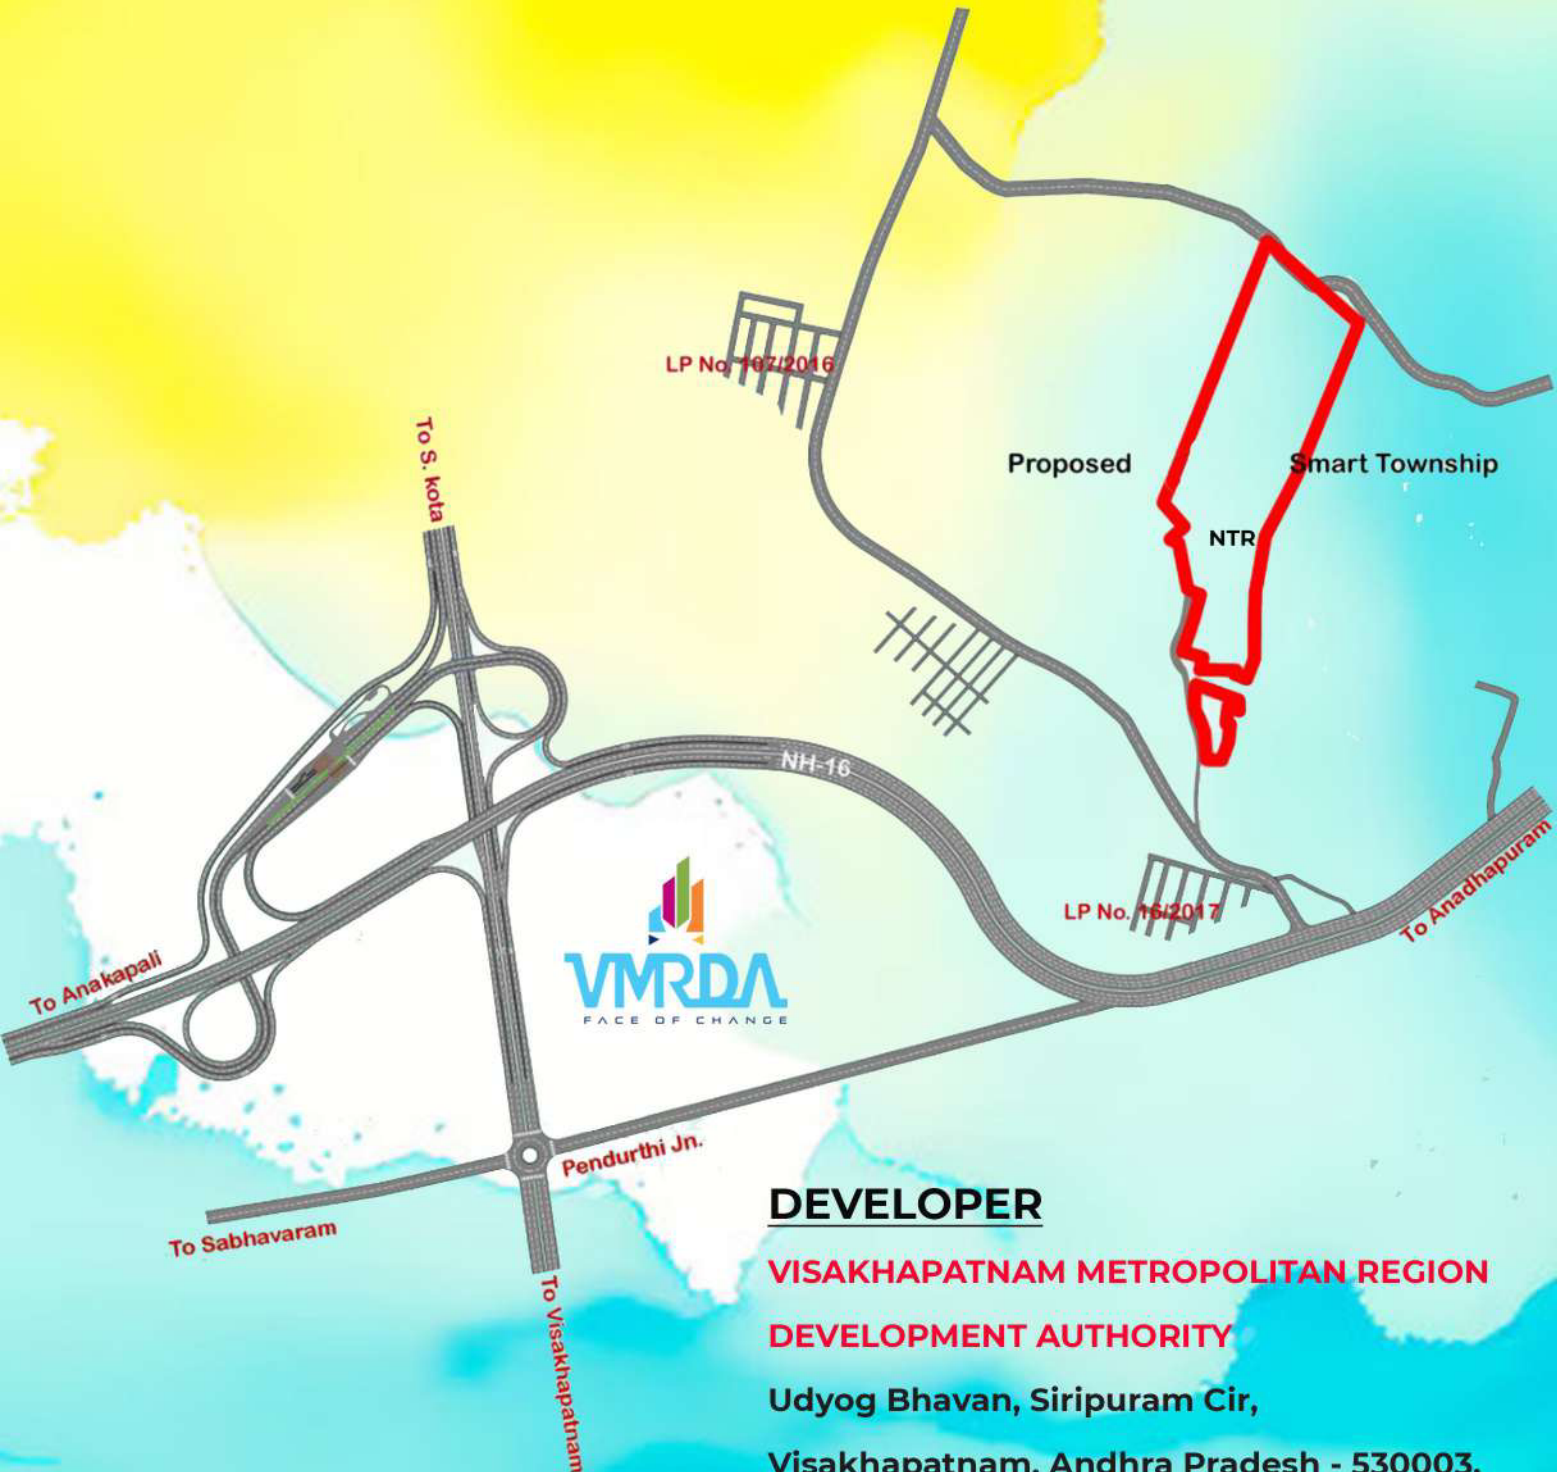 LP No. 107/2016
To S. kota
Proposed
Smart Township
NTR
NH-16
LP No. 16/2017
To Anadhapuram
To Anakapali
VMRDA
FACE OF CHANGE
Pendurthi Jn.
To Sabhavaram
To Visakhapatnam
DEVELOPER
VISAKHAPATNAM METROPOLITAN REGION
DEVELOPMENT AUTHORITY
Udyog Bhavan, Siripuram Cir,
Visakhapatnam, Andhra Pradesh - 530003.